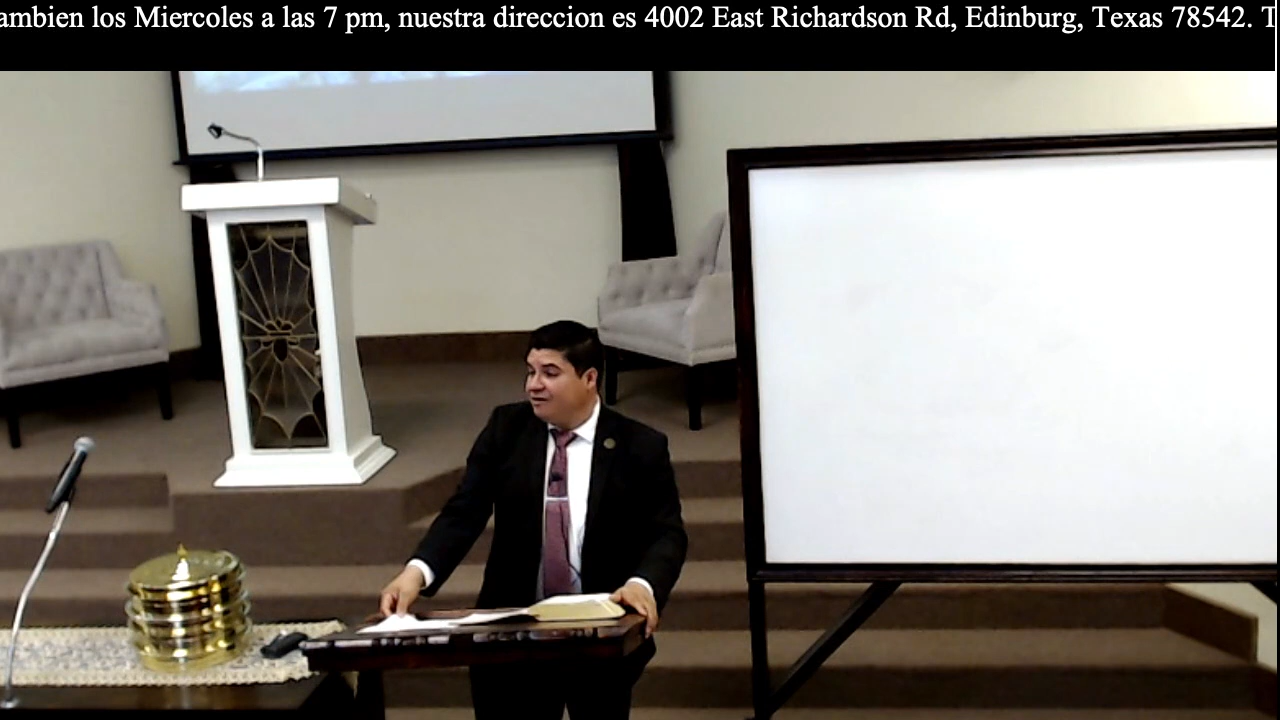 ambien los Miercoles a las 7 pm, nuestra direccion es 4002 East Richardson Rd, Edinburg, Texas 78542. T